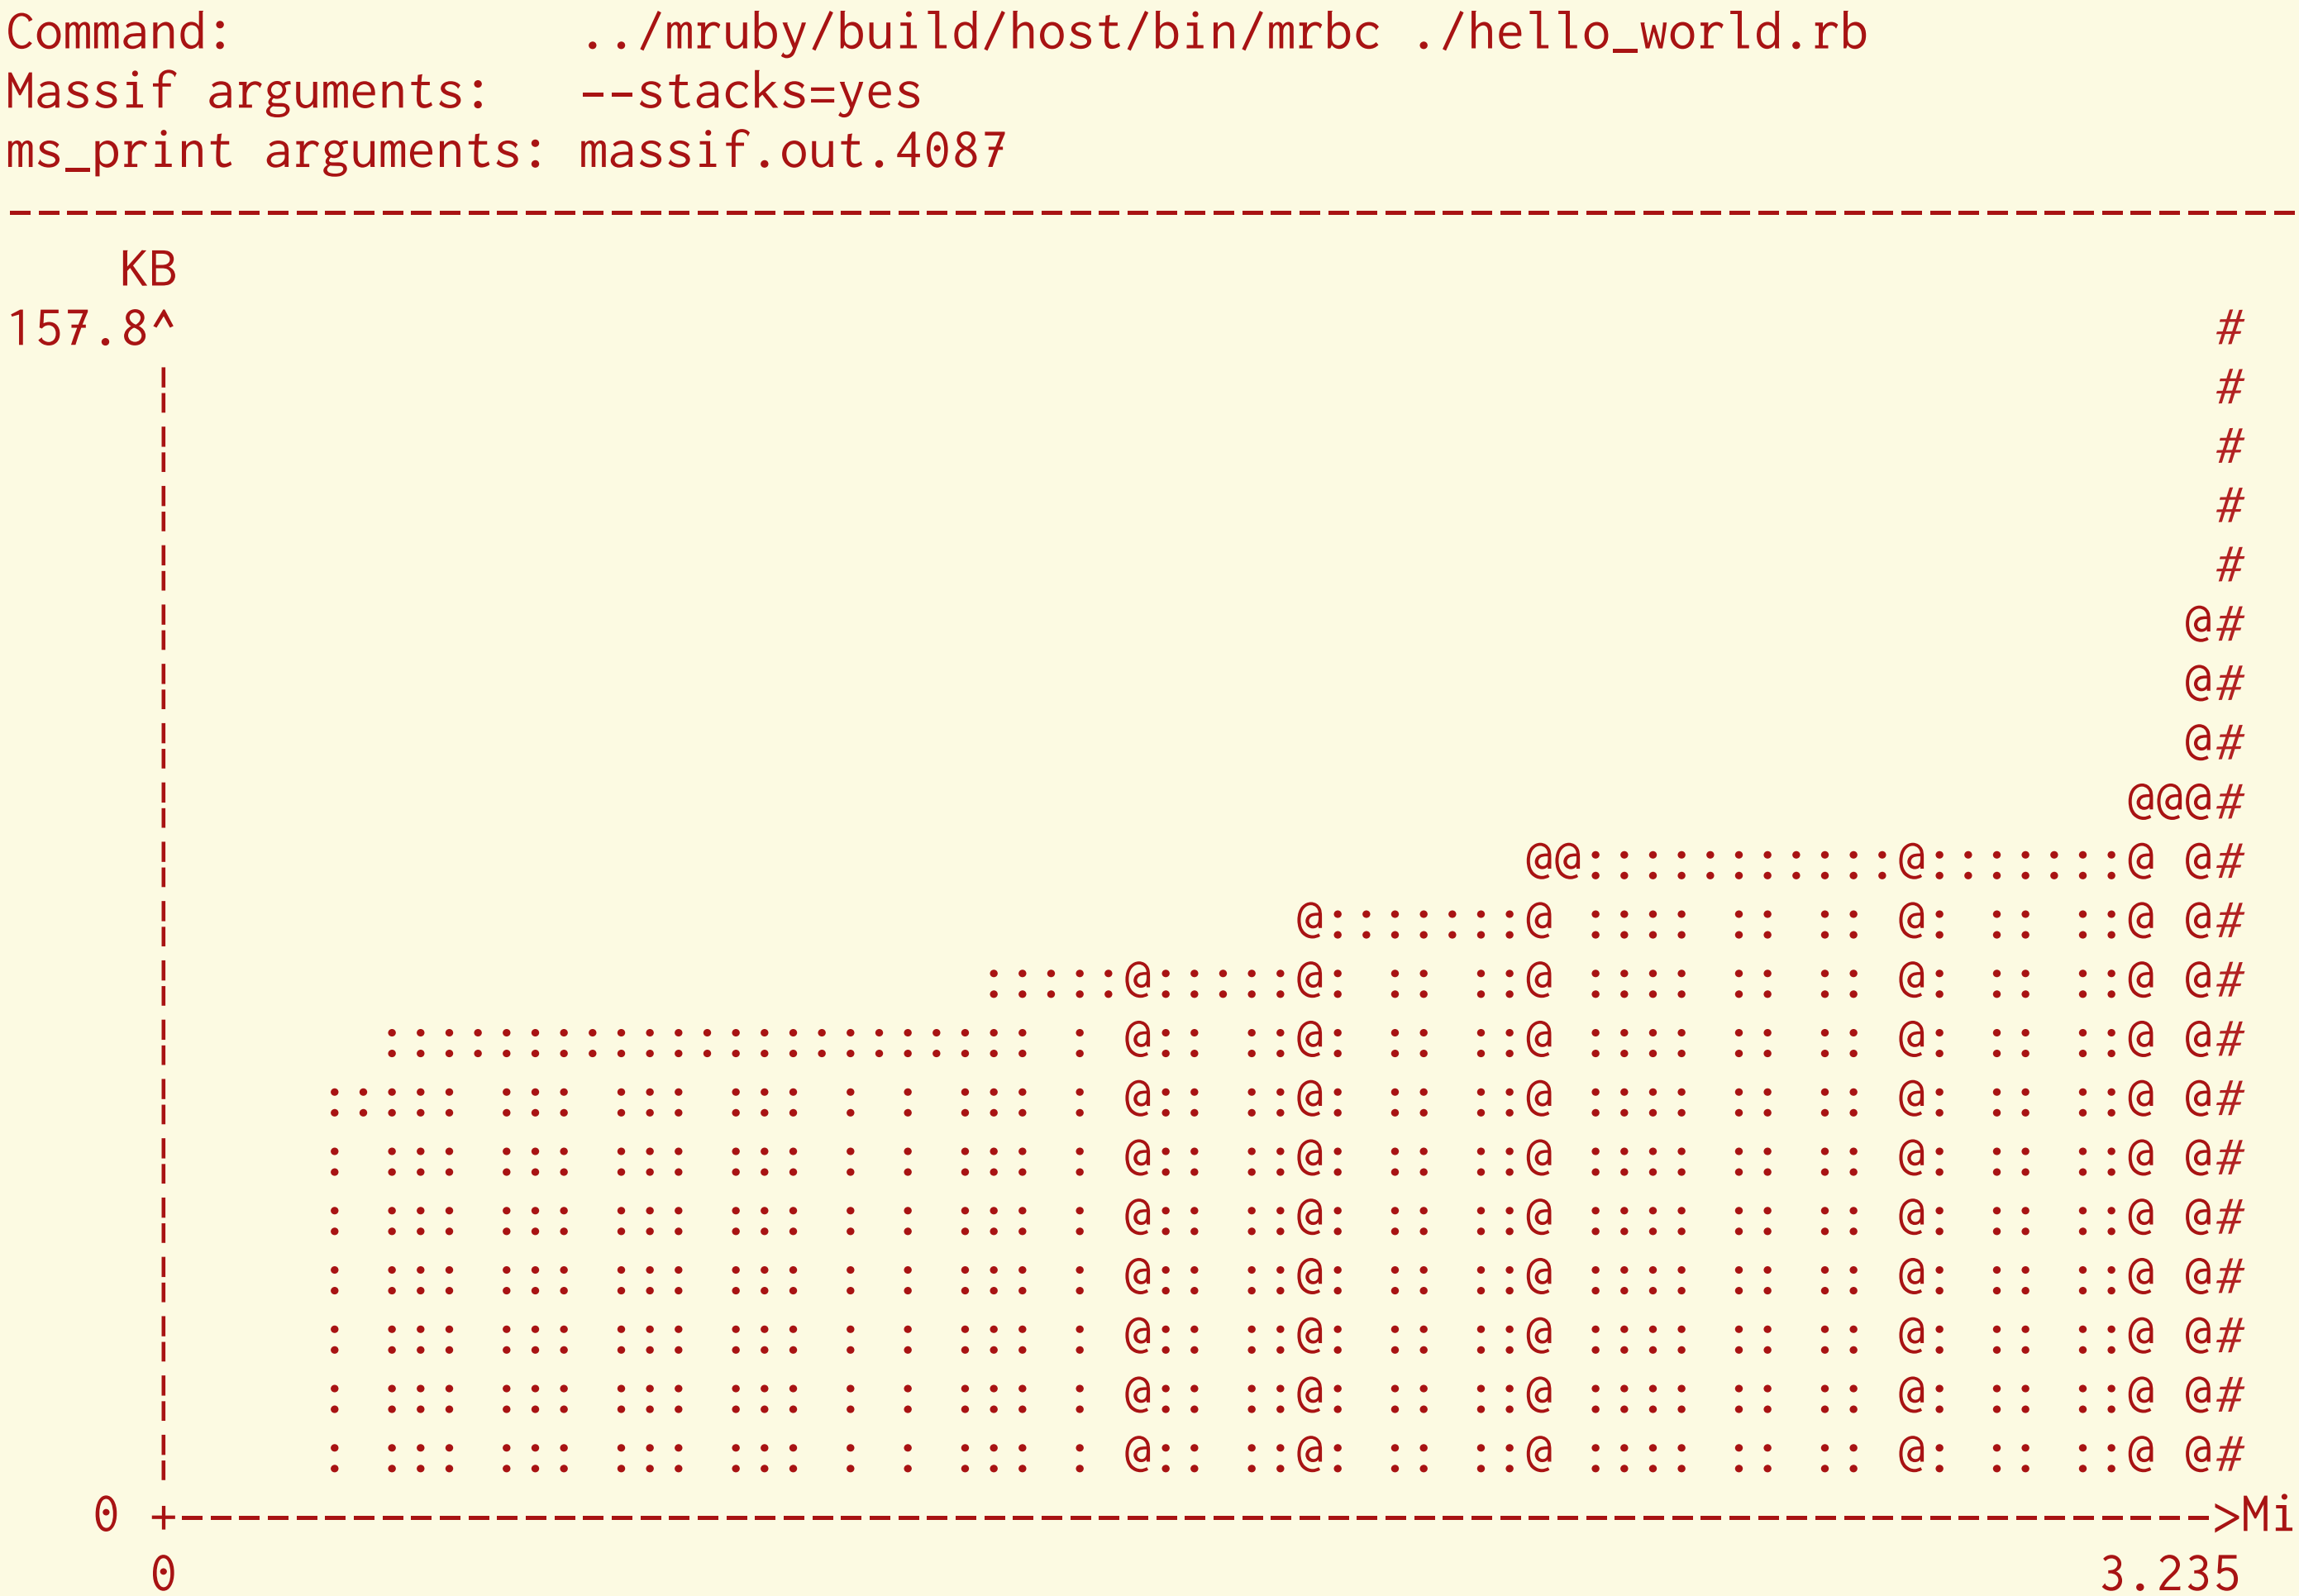 Command:            ../mruby/build/host/bin/mrbc ./hello_world.rb
Massif arguments:   --stacks=yes
ms_print arguments: massif.out.4087
--------------------------------------------------------------------------------
    KB
157.8^                                                                       #
     |                                                                       #
     |                                                                       #
     |                                                                       #
     |                                                                       #
     |                                                                      @#
     |                                                                      @#
     |                                                                      @#
     |                                                                    @@@#
     |                                               @@:::::::::::@:::::::@ @#
     |                                       @:::::::@ :::: :: :: @: :: ::@ @#
     |                            :::::@:::::@: :: ::@ :::: :: :: @: :: ::@ @#
     |       ::::::::::::::::::::::: : @:: ::@: :: ::@ :::: :: :: @: :: ::@ @#
     |     ::::: ::: ::: ::: : : ::: : @:: ::@: :: ::@ :::: :: :: @: :: ::@ @#
     |     : ::: ::: ::: ::: : : ::: : @:: ::@: :: ::@ :::: :: :: @: :: ::@ @#
     |     : ::: ::: ::: ::: : : ::: : @:: ::@: :: ::@ :::: :: :: @: :: ::@ @#
     |     : ::: ::: ::: ::: : : ::: : @:: ::@: :: ::@ :::: :: :: @: :: ::@ @#
     |     : ::: ::: ::: ::: : : ::: : @:: ::@: :: ::@ :::: :: :: @: :: ::@ @#
     |     : ::: ::: ::: ::: : : ::: : @:: ::@: :: ::@ :::: :: :: @: :: ::@ @#
     |     : ::: ::: ::: ::: : : ::: : @:: ::@: :: ::@ :::: :: :: @: :: ::@ @#
   0 +----------------------------------------------------------------------->Mi
     0                                                                   3.235